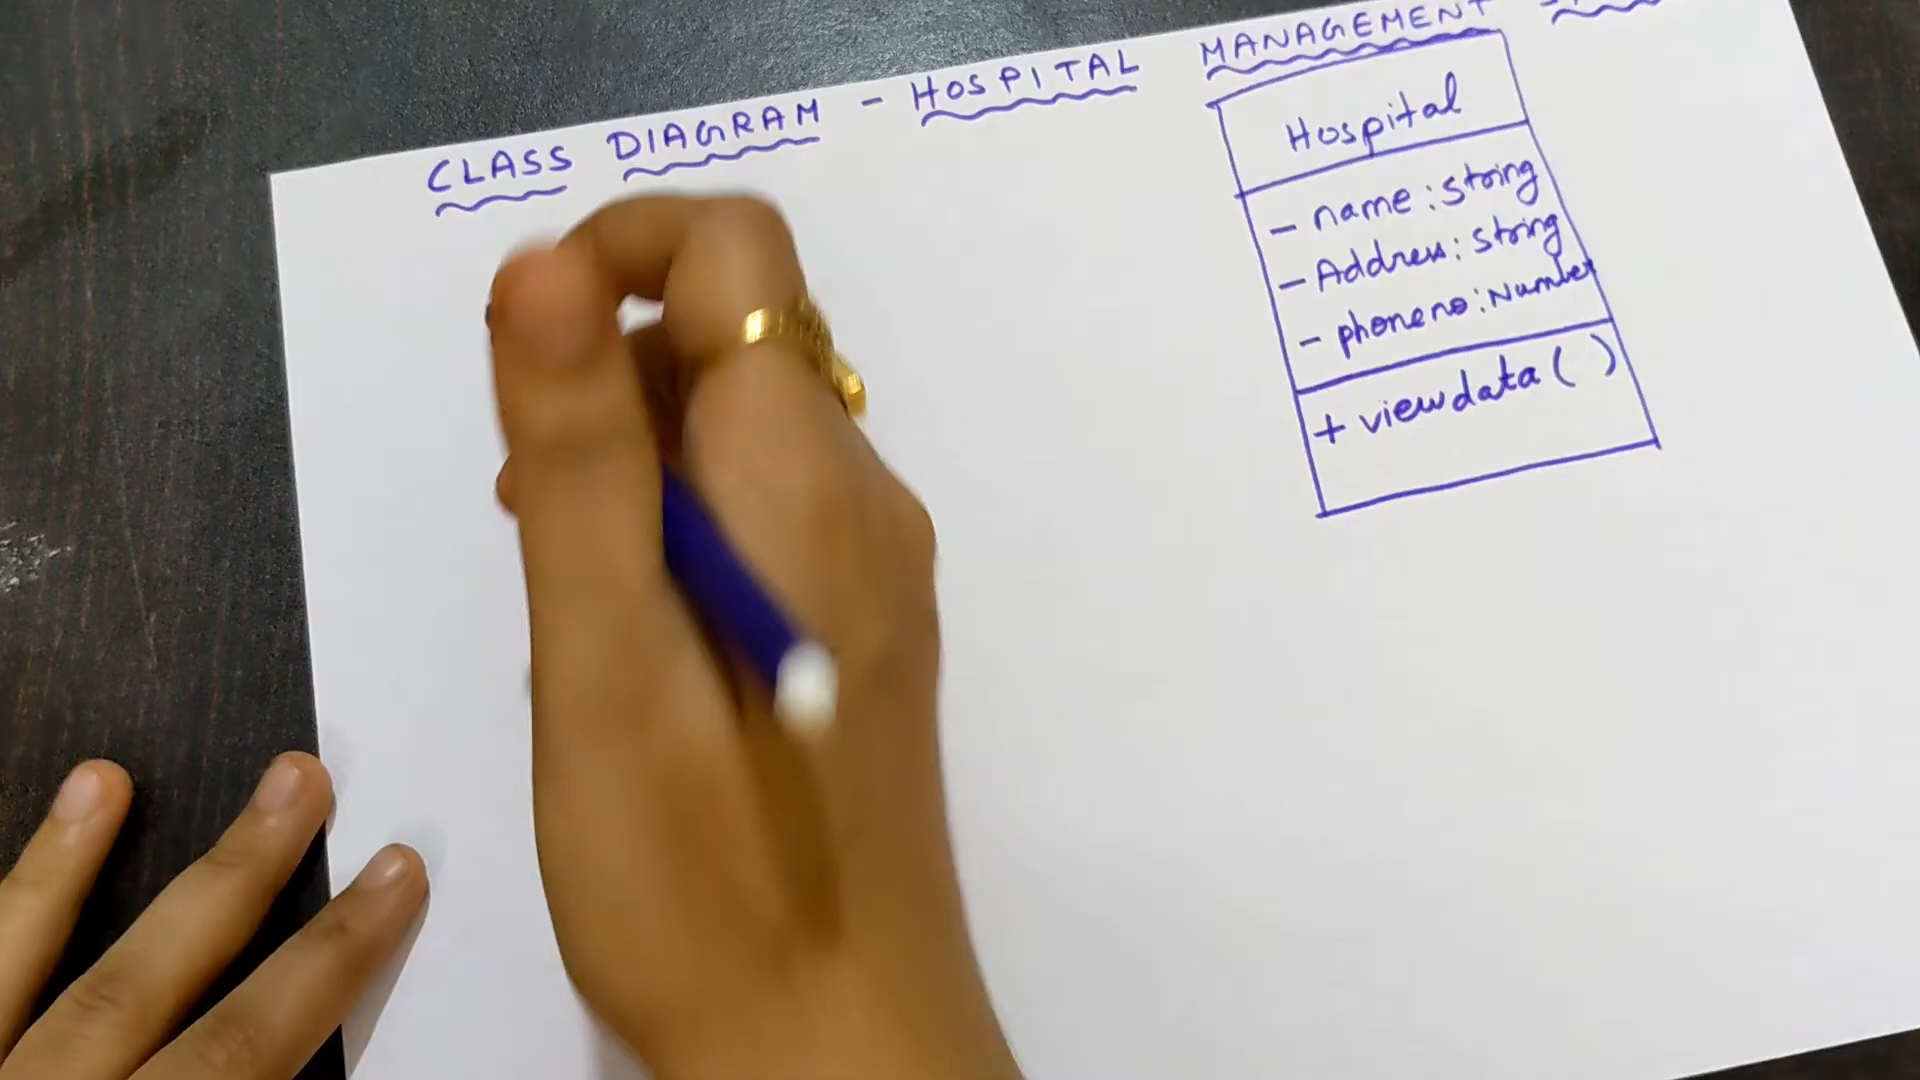 CLASS DIAGRAM - HOSPITAL MANAGEMENT
Hospital
- name : String
- Address : String
- phoneno : Number
+ viewdata ( )